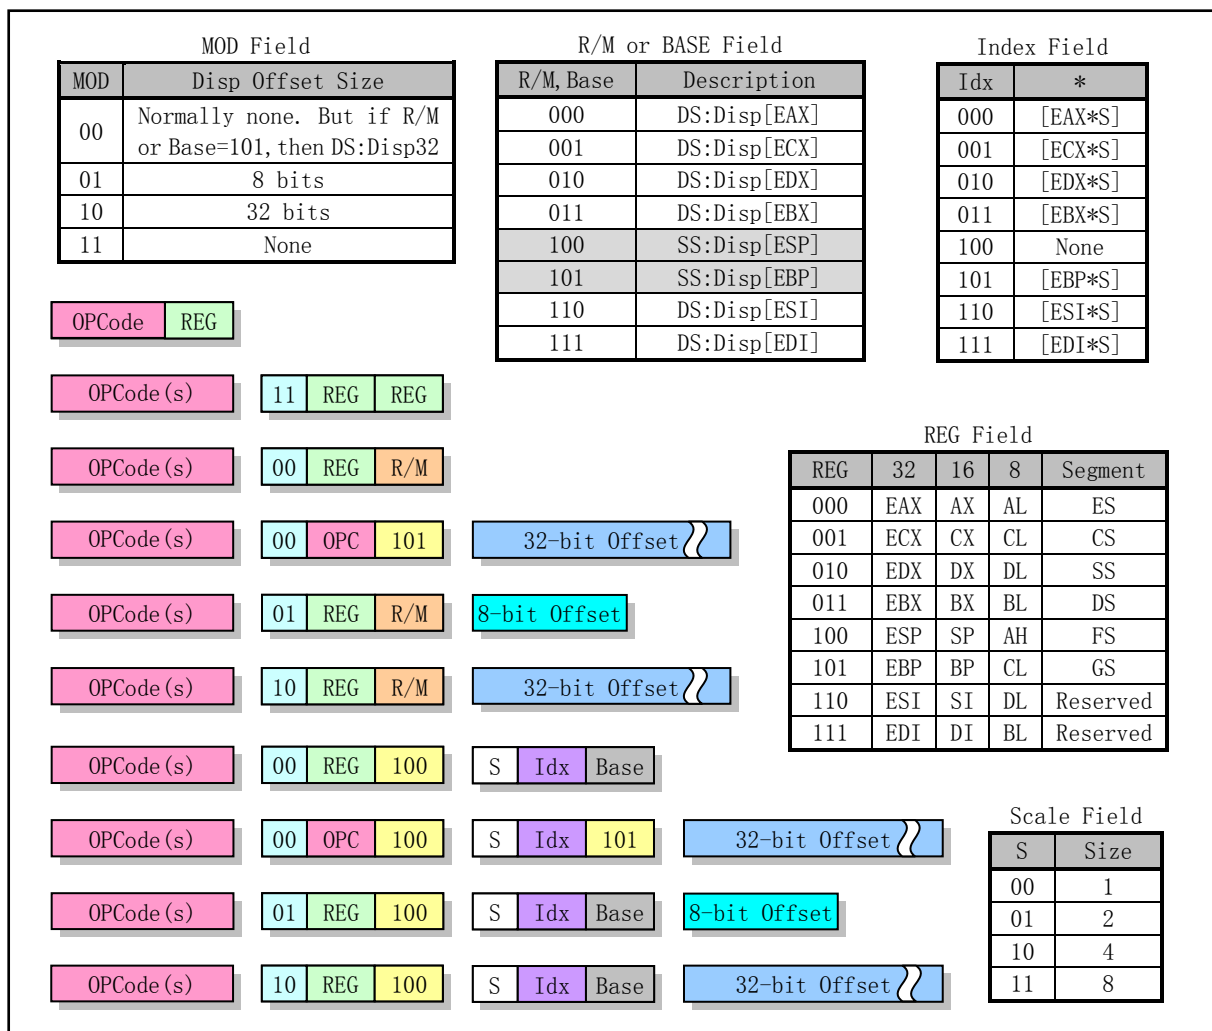 MOD Field
MOD Disp Offset Size
00 Normally none. But if R/M
or Base=101, then DS:Disp32
01 8 bits
10 32 bits
11 None
R/M or BASE Field
R/M, Base Description
000 DS:Disp[EAX]
001 DS:Disp[ECX]
010 DS:Disp[EDX]
011 DS:Disp[EBX]
100 SS:Disp[ESP]
101 SS:Disp[EBP]
110 DS:Disp[ESI]
111 DS:Disp[EDI]
Index Field
Idx *
000 [EAX*S]
001 [ECX*S]
010 [EDX*S]
011 [EBX*S]
100 None
101 [EBP*S]
110 [ESI*S]
111 [EDI*S]
OPCode REG
OPCode(s) 11 REG REG
OPCode(s) 00 REG R/M
OPCode(s) 00 OPC 101 32-bit Offset
OPCode(s) 01 REG R/M 8-bit Offset
OPCode(s) 10 REG R/M 32-bit Offset
OPCode(s) 00 REG 100 S Idx Base
OPCode(s) 00 OPC 100 S Idx 101 32-bit Offset
OPCode(s) 01 REG 100 S Idx Base 8-bit Offset
OPCode(s) 10 REG 100 S Idx Base 32-bit Offset
REG Field
REG 32 16 8 Segment
000 EAX AX AL ES
001 ECX CX CL CS
010 EDX DX DL SS
011 EBX BX BL DS
100 ESP SP AH FS
101 EBP BP CL GS
110 ESI SI DL Reserved
111 EDI DI BL Reserved
Scale Field
S Size
00 1
01 2
10 4
11 8